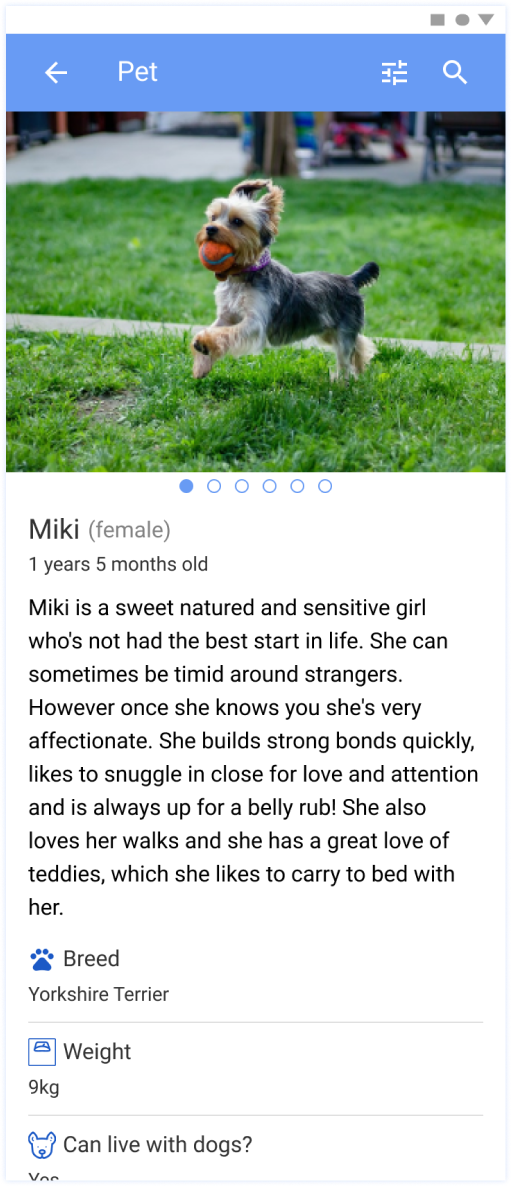 Pet
Miki (female)
1 years 5 months old
Miki is a sweet natured and sensitive girl
who's not had the best start in life. She can
sometimes be timid around strangers.
However once she knows you she's very
affectionate. She builds strong bonds quickly,
likes to snuggle in close for love and attention
and is always up for a belly rub! She also
loves her walks and she has a great love of
teddies, which she likes to carry to bed with
her.
Breed
Yorkshire Terrier
Weight
9kg
Can live with dogs?
Yes